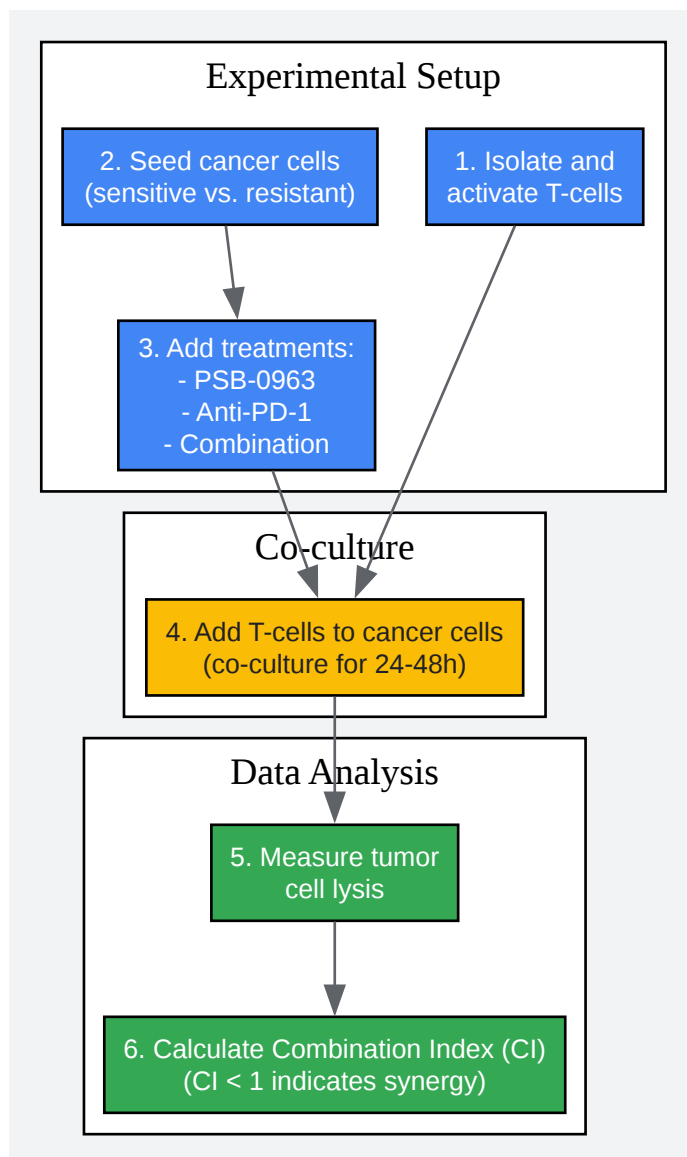 Experimental Setup
2. Seed cancer cells
(sensitive vs. resistant)
1. Isolate and
activate T-cells
3. Add treatments:
- PSB-0963
- Anti-PD-1
- Combination
Co-culture
4. Add T-cells to cancer cells
(co-culture for 24-48h)
Data Analysis
5. Measure tumor
cell lysis
6. Calculate Combination Index (CI)
(CI < 1 indicates synergy)